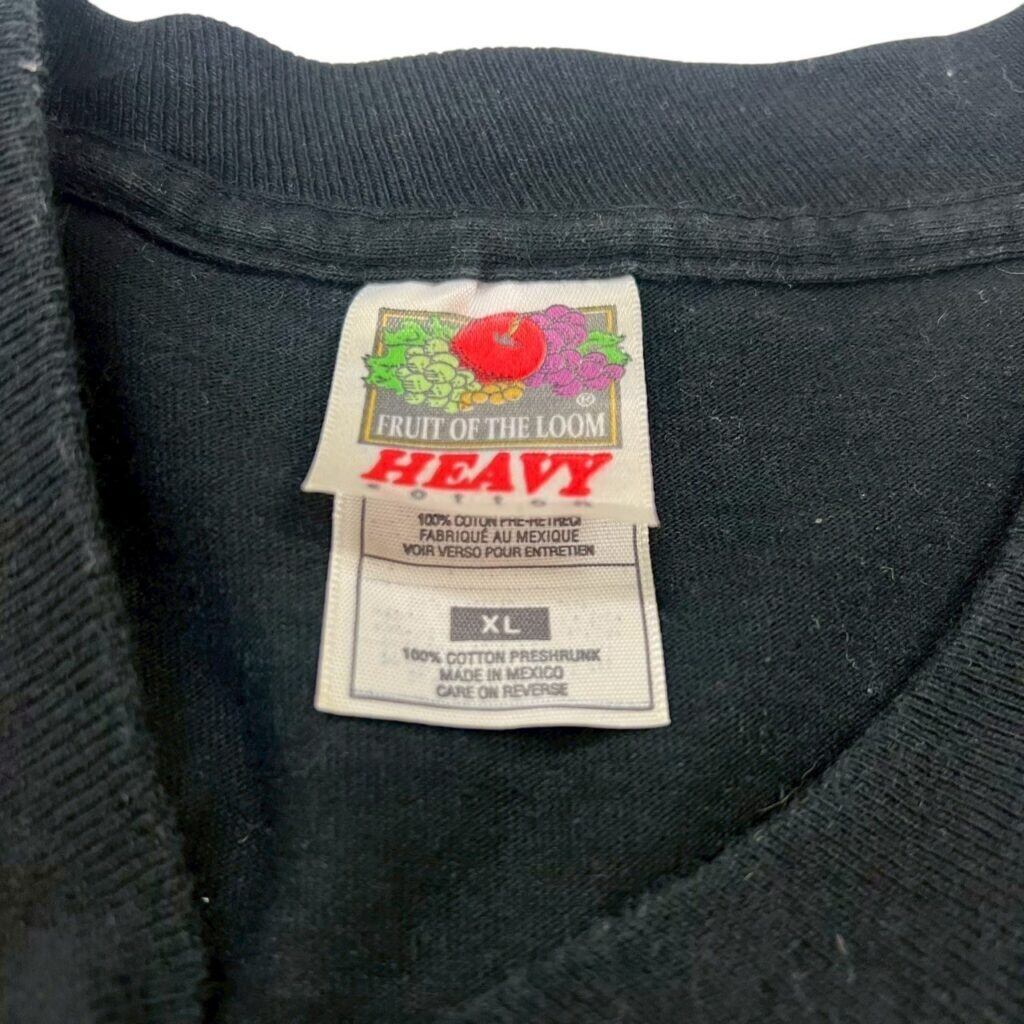 ®
FRUIT OF THE LOOM
HEAVY
COTTON
100% COTON PRE-RETRECI
FABRIQUÉ AU MEXIQUE
VOIR VERSO POUR ENTRETIEN
XL
100% COTTON PRESHRUNK
MADE IN MEXICO
CARE ON REVERSE